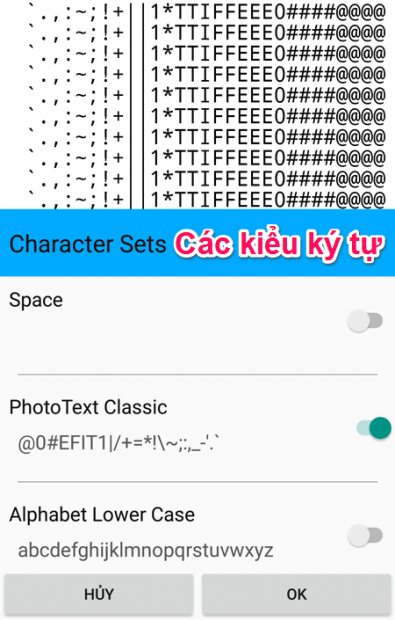 `.,:~;!+||1*TTIFFEEE0####@@@@
`.,:~;!+||1*TTIFFEEE0####@@@@
`.,:~;!+||1*TTIFFEEE0####@@@@
`.,:~;!+||1*TTIFFEEE0####@@@@
`.,:~;!+||1*TTIFFEEE0####@@@@
`.,:~;!+||1*TTIFFEEE0####@@@@
`.,:~;!+||1*TTIFFEEE0####@@@@
`.,:~;!+||1*TTIFFEEE0####@@@@
`.,:~;!+||1*TTIFFEEE0####@@@@
`.,:~;!+||1*TTIFFEEE0####@@@@
Character Sets Các kiểu ký tự
Space
PhotoText Classic
@0#EFIT1|/+=*!\~;:,_-'.`
Alphabet Lower Case
abcdefghijklmnopqrstuvwxyz
HỦY OK